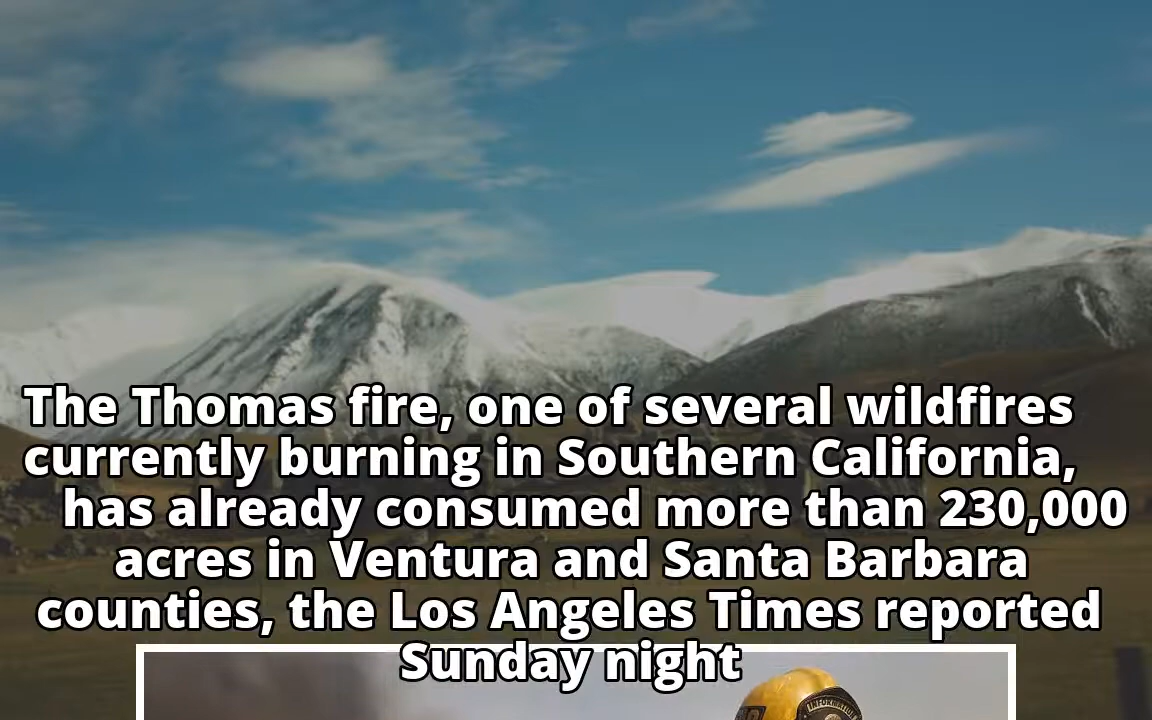 The Thomas fire, one of several wildfires
currently burning in Southern California,
has already consumed more than 230,000
acres in Ventura and Santa Barbara
counties, the Los Angeles Times reported
Sunday night
INFORMATION